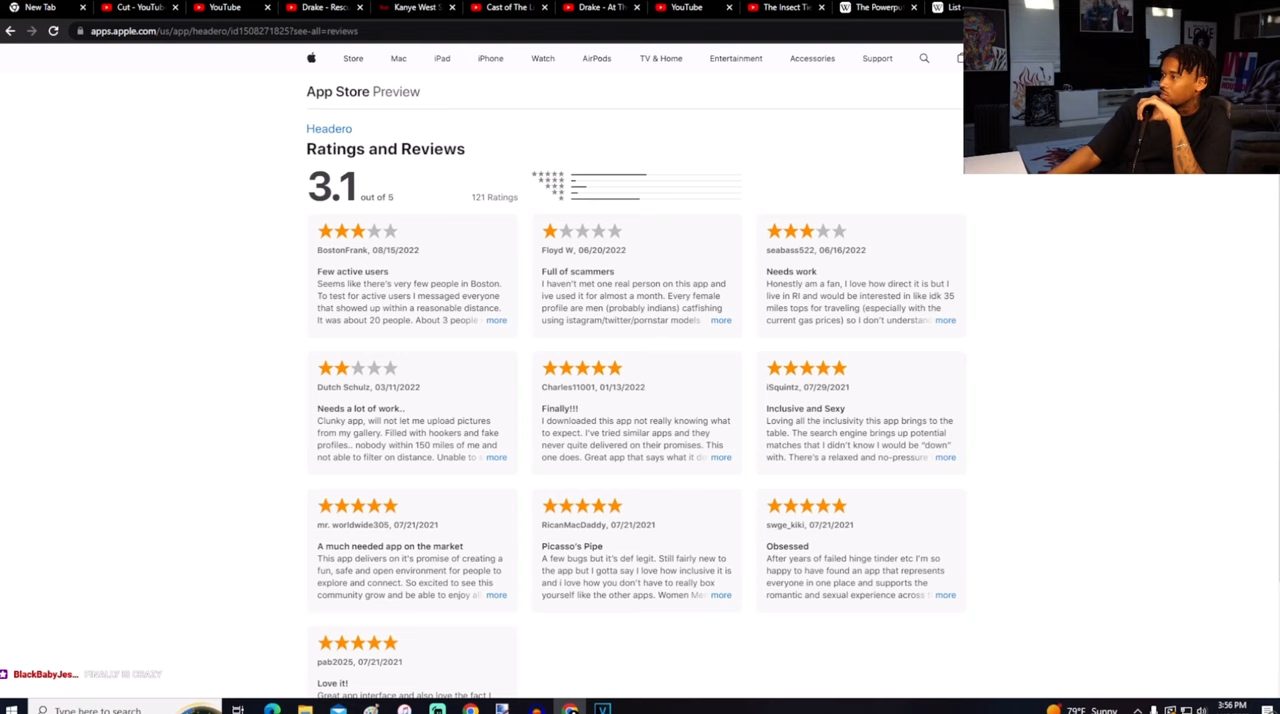 New Tab
Cut - YouTub
YouTube
Drake - Resc
Kanye West S
Cast of The L
Drake - At Th
YouTube
The Insect Ti
The Powerpu
List
apps.apple.com/us/app/headero/id1508271825?see-all=reviews
Store Mac iPad iPhone Watch AirPods TV & Home Entertainment Accessories Support
App Store Preview
Headero
Ratings and Reviews
3.1 out of 5
121 Ratings
BostonFrank, 08/15/2022
Few active users
Seems like there's very few people in Boston.
To test for active users I messaged everyone
that showed up within a reasonable distance.
It was about 20 people. About 3 people more
Floyd W, 06/20/2022
Full of scammers
I haven't met one real person on this app and
ive used it for almost a month. Every female
profile are men (probably indians) catfishing
using istagram/twitter/pornstar models more
seabass522, 06/16/2022
Needs work
Honestly am a fan, I love how direct it is but I
live in RI and would be interested in like idk 35
miles tops for traveling (especially with the
current gas prices) so I don't understand more
Dutch Schulz, 03/11/2022
Needs a lot of work..
Clunky app, will not let me upload pictures
from my gallery. Filled with hookers and fake
profiles.. nobody within 150 miles of me and
not able to filter on distance. Unable to more
Charles11001, 01/13/2022
Finally!!!
I downloaded this app not really knowing what
to expect. I've tried similar apps and they
never quite delivered on their promises. This
one does. Great app that says what it do more
iSquintz, 07/29/2021
Inclusive and Sexy
Loving all the inclusivity this app brings to the
table. The search engine brings up potential
matches that I didn't know I would be "down"
with. There's a relaxed and no-pressure more
mr. worldwide305, 07/21/2021
A much needed app on the market
This app delivers on it's promise of creating a
fun, safe and open environment for people to
explore and connect. So excited to see this
community grow and be able to enjoy more
RicanMacDaddy, 07/21/2021
Picasso's Pipe
A few bugs but it's def legit. Still fairly new to
the app but I gotta say I love how inclusive it is
and i love how you don't have to really box
yourself like the other apps. Women Me more
swge_kiki, 07/21/2021
Obsessed
After years of failed hinge tinder etc I'm so
happy to have found an app that represents
everyone in one place and supports the
romantic and sexual experience across more
pab2025, 07/21/2021
Love it!
Great app interface and also love the fact I
BlackBabyJes... FINALLY IS CRAZY
Type here to search
79°F Sunny
3:56 PM